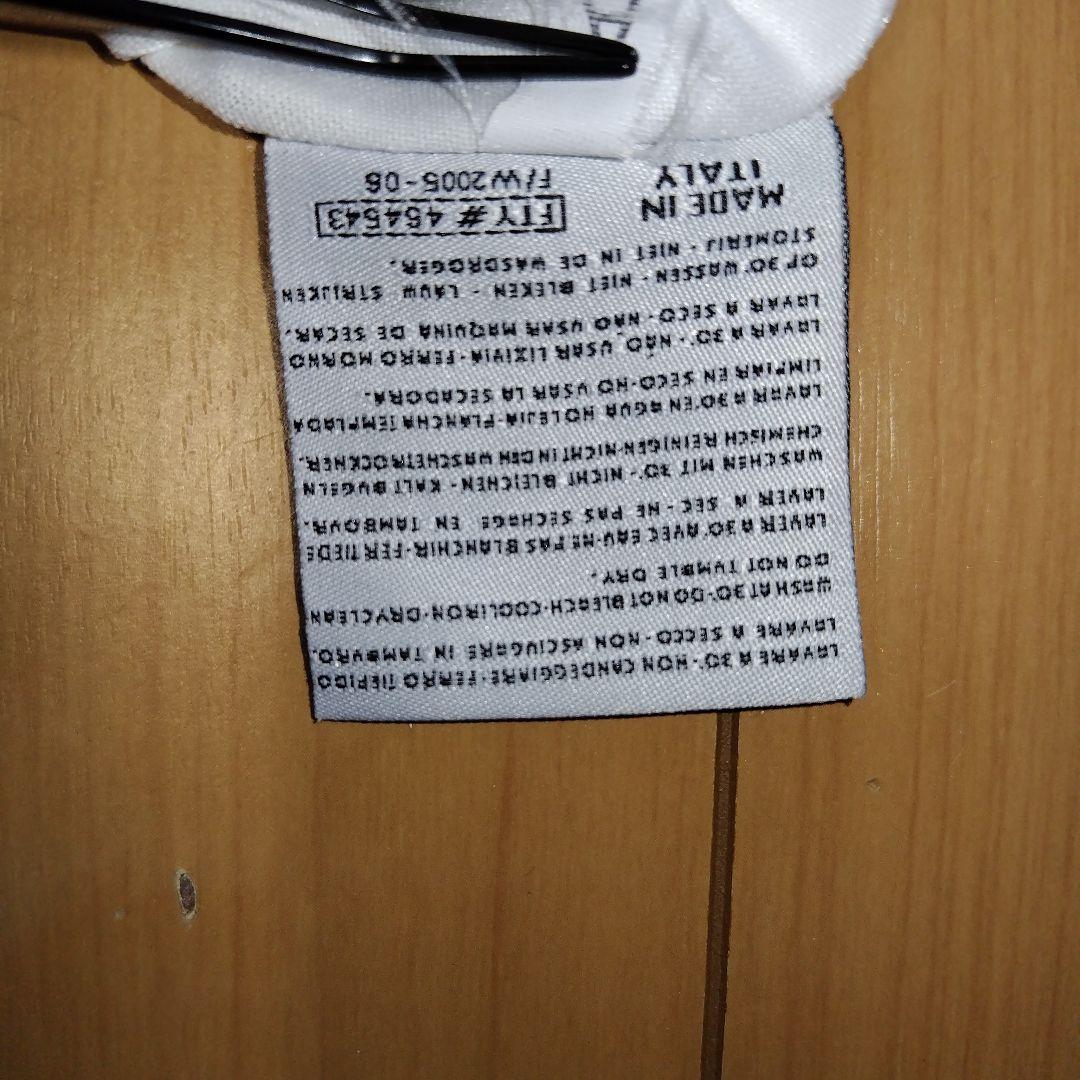 LAVARE A 30°-NON CANDEGGIARE-FERRO TIEPIDO
LAVARE A SECCO-NON ASCIUGARE IN TAMBVRO.
WASH AT 30°-DO NOT BLEACH-COOL IRON-DRYCLEAN
DO NOT TVMBLE DRY.
LAVER A 30° AVEC EAU-NE PAS BLANCHIR-FER TIEDE
LAVER A SEC-NE PAS SECHAGE EN TAMBOUR.
WASCHEN MIT 30°-NICHT BLEICHEN-KALT BUGELN
CHEMISCH REINIGEN-NICHT IN DEN WASCHETROCKNER.
LAVAR A 30° EN AGUA NOLEJIA-PLANCHA TEMPLADA
LIMPIAR EN SECO-NO USAR LA SECADORA.
LAVAR A 30°-NÃO USAR LIXIVIA-FERRO MORNO
LAVAR A SECO-NÃO USAR MAQUINA DE SECAR.
OP 30° WASSEN-NIET BLEKEN-LAUW STRIJKEN
STOMERIJ-NIET IN DE WASDROGER.
MADE IN
ITALY
FTY# 454543
F/W2005-06